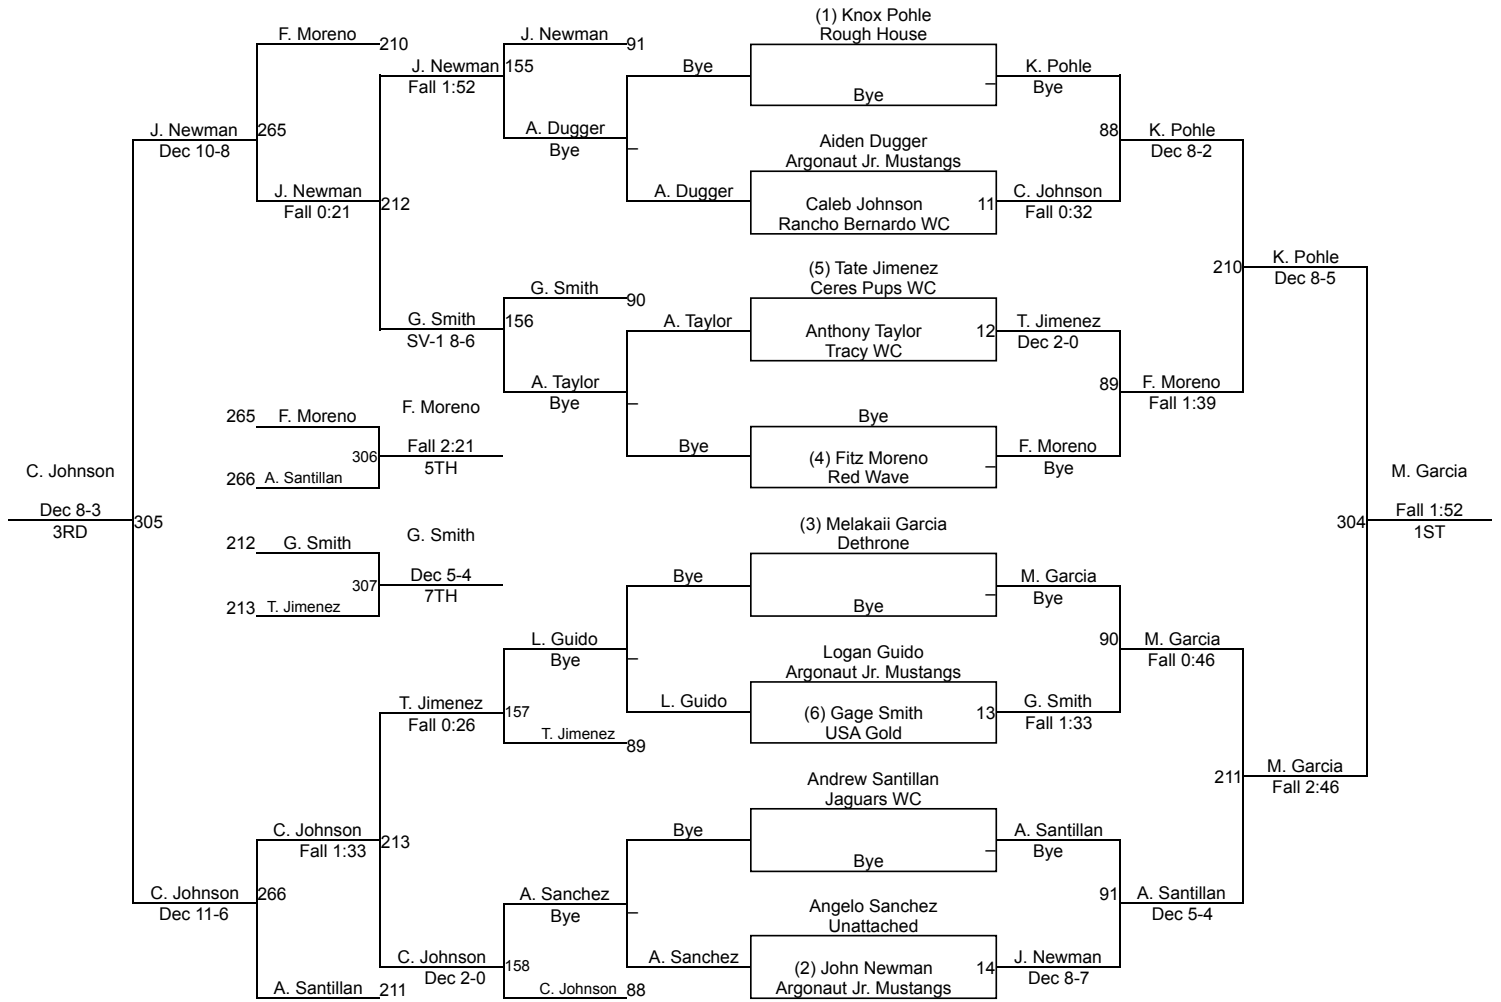 (1) Knox Pohle
Rough House
F. Moreno 210
J. Newman 91
J. Newman 155
Fall 1:52
Bye
Bye
K. Pohle
Bye
J. Newman 265
Dec 10-8
A. Dugger
Bye
Aiden Dugger
Argonaut Jr. Mustangs
88
K. Pohle
Dec 8-2
J. Newman 212
Fall 0:21
A. Dugger
Caleb Johnson 11
Rancho Bernardo WC
C. Johnson
Fall 0:32
(5) Tate Jimenez
Ceres Pups WC
210
K. Pohle
Dec 8-5
G. Smith 90
G. Smith 156
SV-1 8-6
A. Taylor
Anthony Taylor 12
Tracy WC
T. Jimenez
Dec 2-0
A. Taylor
Bye
89
F. Moreno
Fall 1:39
265 F. Moreno
F. Moreno
Bye
306
Fall 2:21
5TH
Bye
(4) Fitz Moreno
Red Wave
F. Moreno
Bye
266 A. Santillan
C. Johnson
Dec 8-3
3RD
305
M. Garcia
304
Fall 1:52
1ST
(3) Melakaii Garcia
Dethrone
212 G. Smith
G. Smith
307
Dec 5-4
7TH
213 T. Jimenez
Bye
Bye
M. Garcia
Bye
L. Guido
Bye
Logan Guido
Argonaut Jr. Mustangs
90
M. Garcia
Fall 0:46
T. Jimenez 157
Fall 0:26
L. Guido
(6) Gage Smith 13
USA Gold
G. Smith
Fall 1:33
T. Jimenez 89
Andrew Santillan
Jaguars WC
211
M. Garcia
Fall 2:46
C. Johnson 213
Fall 1:33
Bye
Bye
A. Santillan
Bye
C. Johnson 266
Dec 11-6
A. Sanchez
Bye
Angelo Sanchez
Unattached
91
A. Santillan
Dec 5-4
C. Johnson 158
Dec 2-0
A. Sanchez
(2) John Newman 14
Argonaut Jr. Mustangs
J. Newman
Dec 8-7
A. Santillan 211
C. Johnson 88